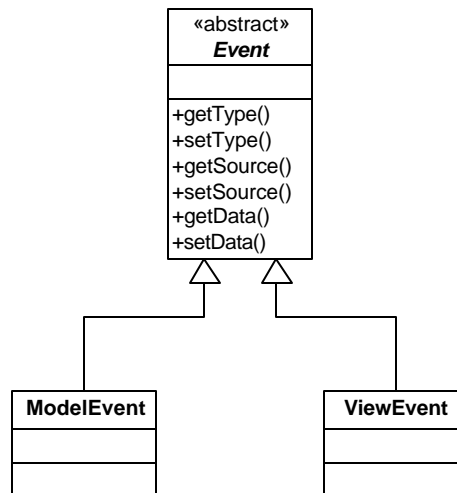 «abstract»
Event
+getType()
+setType()
+getSource()
+setSource()
+getData()
+setData()
ModelEvent
ViewEvent